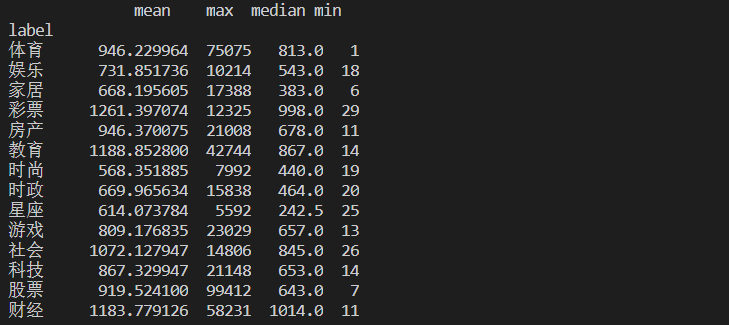 mean max median min
label
体育 946.229964 75075 813.0 1
娱乐 731.851736 10214 543.0 18
家居 668.195605 17388 383.0 6
彩票 1261.397074 12325 998.0 29
房产 946.370075 21008 678.0 11
教育 1188.852800 42744 867.0 14
时尚 568.351885 7992 440.0 19
时政 669.965634 15838 464.0 20
星座 614.073784 5592 242.5 25
游戏 809.176835 23029 657.0 13
社会 1072.127947 14806 845.0 26
科技 867.329947 21148 653.0 14
股票 919.524100 99412 643.0 7
财经 1183.779126 58231 1014.0 11